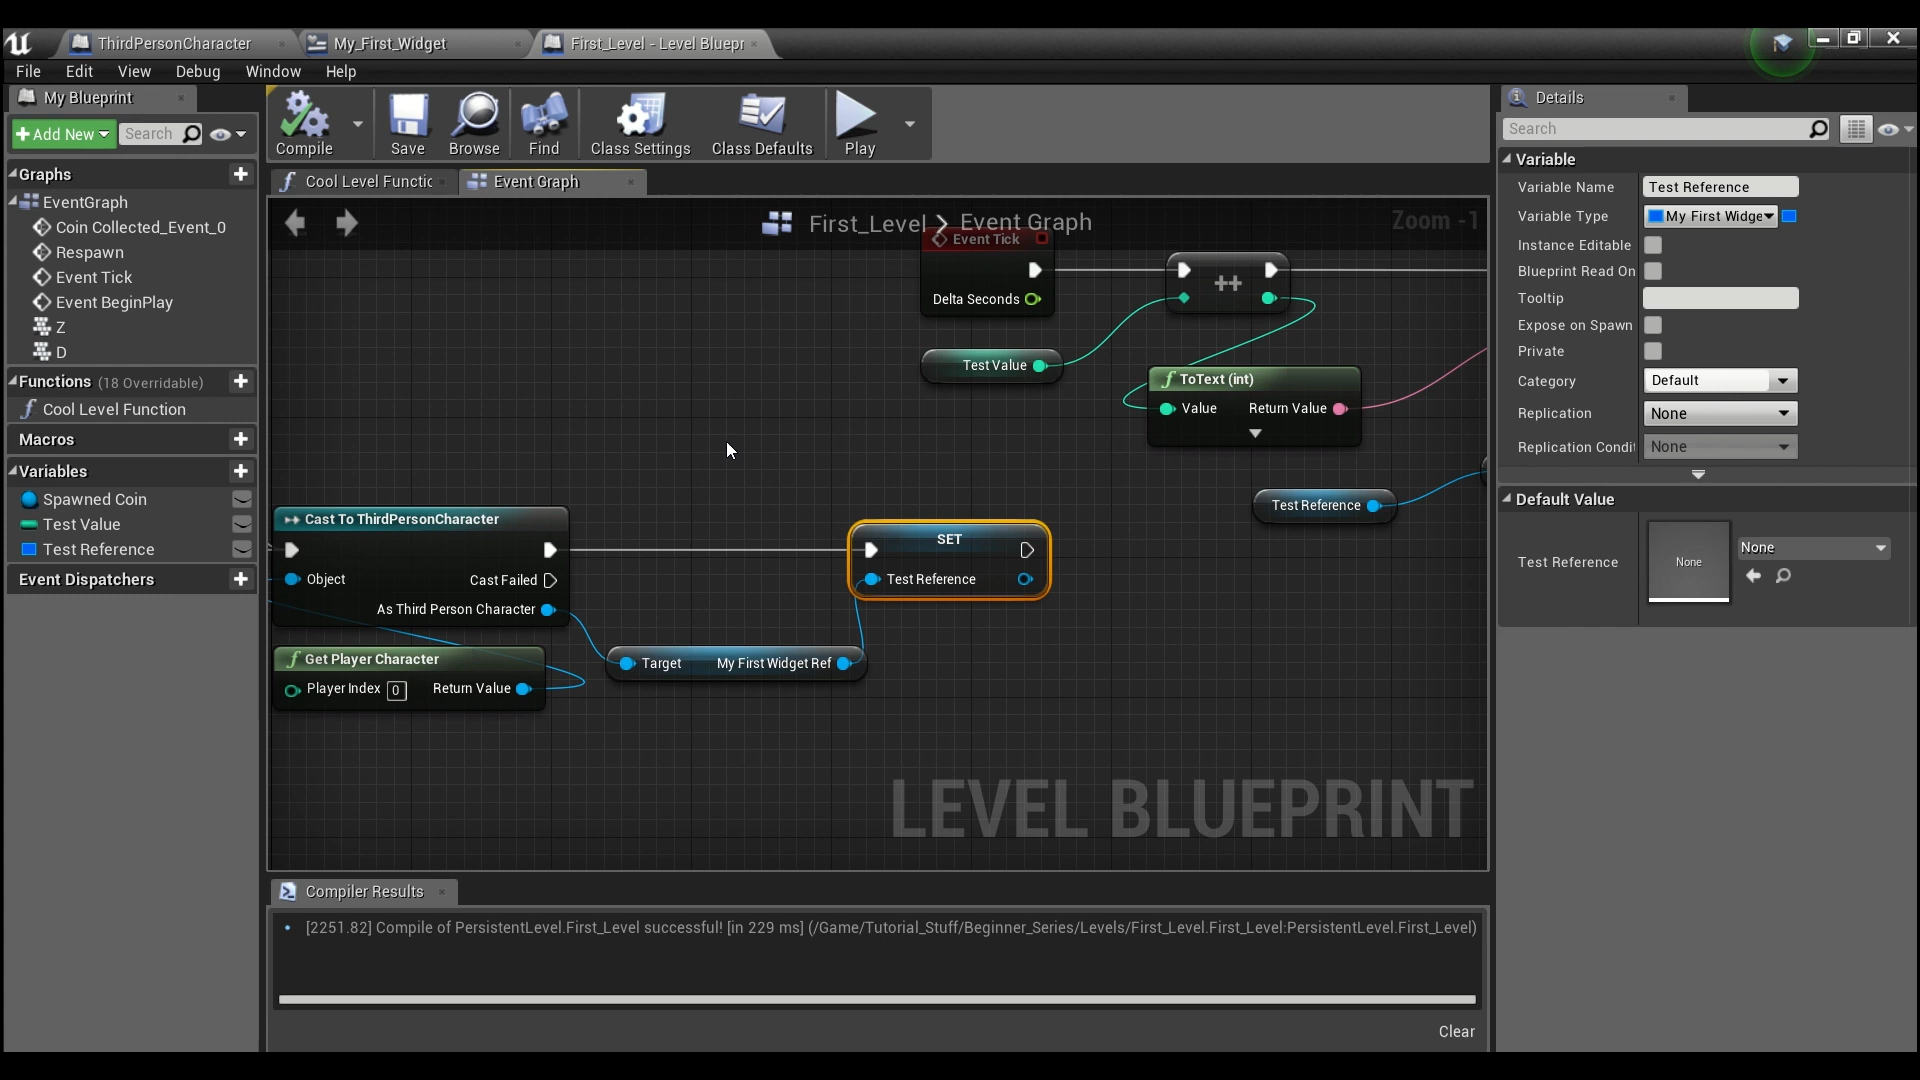 ThirdPersonCharacter
My_First_Widget
First_Level - Level Bluepr
File Edit View Debug Window Help
My Blueprint
Add New
Search
Graphs
EventGraph
Coin Collected_Event_0
Respawn
Event Tick
Event BeginPlay
Z
D
Functions (18 Overridable)
Cool Level Function
Macros
Variables
Spawned Coin
Test Value
Test Reference
Event Dispatchers
Compile
Save
Browse
Find
Class Settings
Class Defaults
Play
Cool Level Functic
Event Graph
First_Level > Event Graph
Zoom -1
Event Tick
Delta Seconds
++
Test Value
ToText (int)
Value Return Value
Test Reference
Cast To ThirdPersonCharacter
Object Cast Failed
As Third Person Character
SET
Test Reference
Get Player Character
Player Index 0 Return Value
Target My First Widget Ref
LEVEL BLUEPRINT
Compiler Results
[2251.82] Compile of PersistentLevel.First_Level successful! [in 229 ms] (/Game/Tutorial_Stuff/Beginner_Series/Levels/First_Level.First_Level:PersistentLevel.First_Level)
Clear
Details
Search
Variable
Variable Name Test Reference
Variable Type My First Widge
Instance Editable
Blueprint Read On
Tooltip
Expose on Spawn
Private
Category Default
Replication None
Replication Condit None
Default Value
Test Reference None None